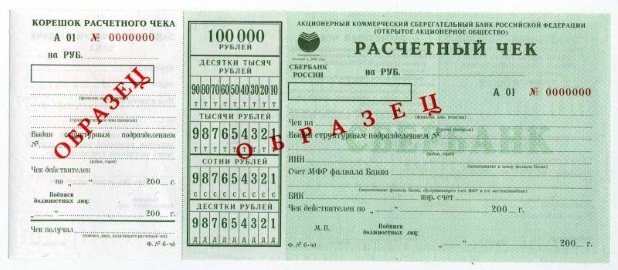 КОРЕШОК РАСЧЕТНОГО ЧЕКА
А 01 № 0000000
на РУБ.
Выдан структурным подразделением
№
Чек действителен
по „ “ 200 г.
Подписи
должностных лиц:
Чек получил
Ф. № 6-чд
ОБРАЗЕЦ
100 000
РУБЛЕЙ
ДЕСЯТКИ ТЫСЯЧ
РУБЛЕЙ
90 80 70 60 50 40 30 20 10
Т Т Т Т Т Т Т Т Т
ТЫСЯЧИ РУБЛЕЙ
9 8 7 6 5 4 3 2 1
Т Т Т Т Т Т Т Т Т
СОТНИ РУБЛЕЙ
9 8 7 6 5 4 3 2 1
С С С С С С С С С
ДЕСЯТКИ РУБЛЕЙ
9 8 7 6 5 4 3 2 1
Д Д Д Д Д Д Д Д Д
АКЦИОНЕРНЫЙ КОММЕРЧЕСКИЙ СБЕРЕГАТЕЛЬНЫЙ БАНК РОССИЙСКОЙ ФЕДЕРАЦИИ
(ОТКРЫТОЕ АКЦИОНЕРНОЕ ОБЩЕСТВО)
РАСЧЕТНЫЙ ЧЕК
СБЕРБАНК
РОССИИ
на РУБ.
А 01 № 0000000
Чек на
Выдан структурным подразделением №
ИНН
Счет МФР филиала Банка
БИК кор. счет
Чек действителен по „ “ 200 г.
М. П.
Подписи
должностных лиц:
Ф. № 6-чд
ОБРАЗЕЦ